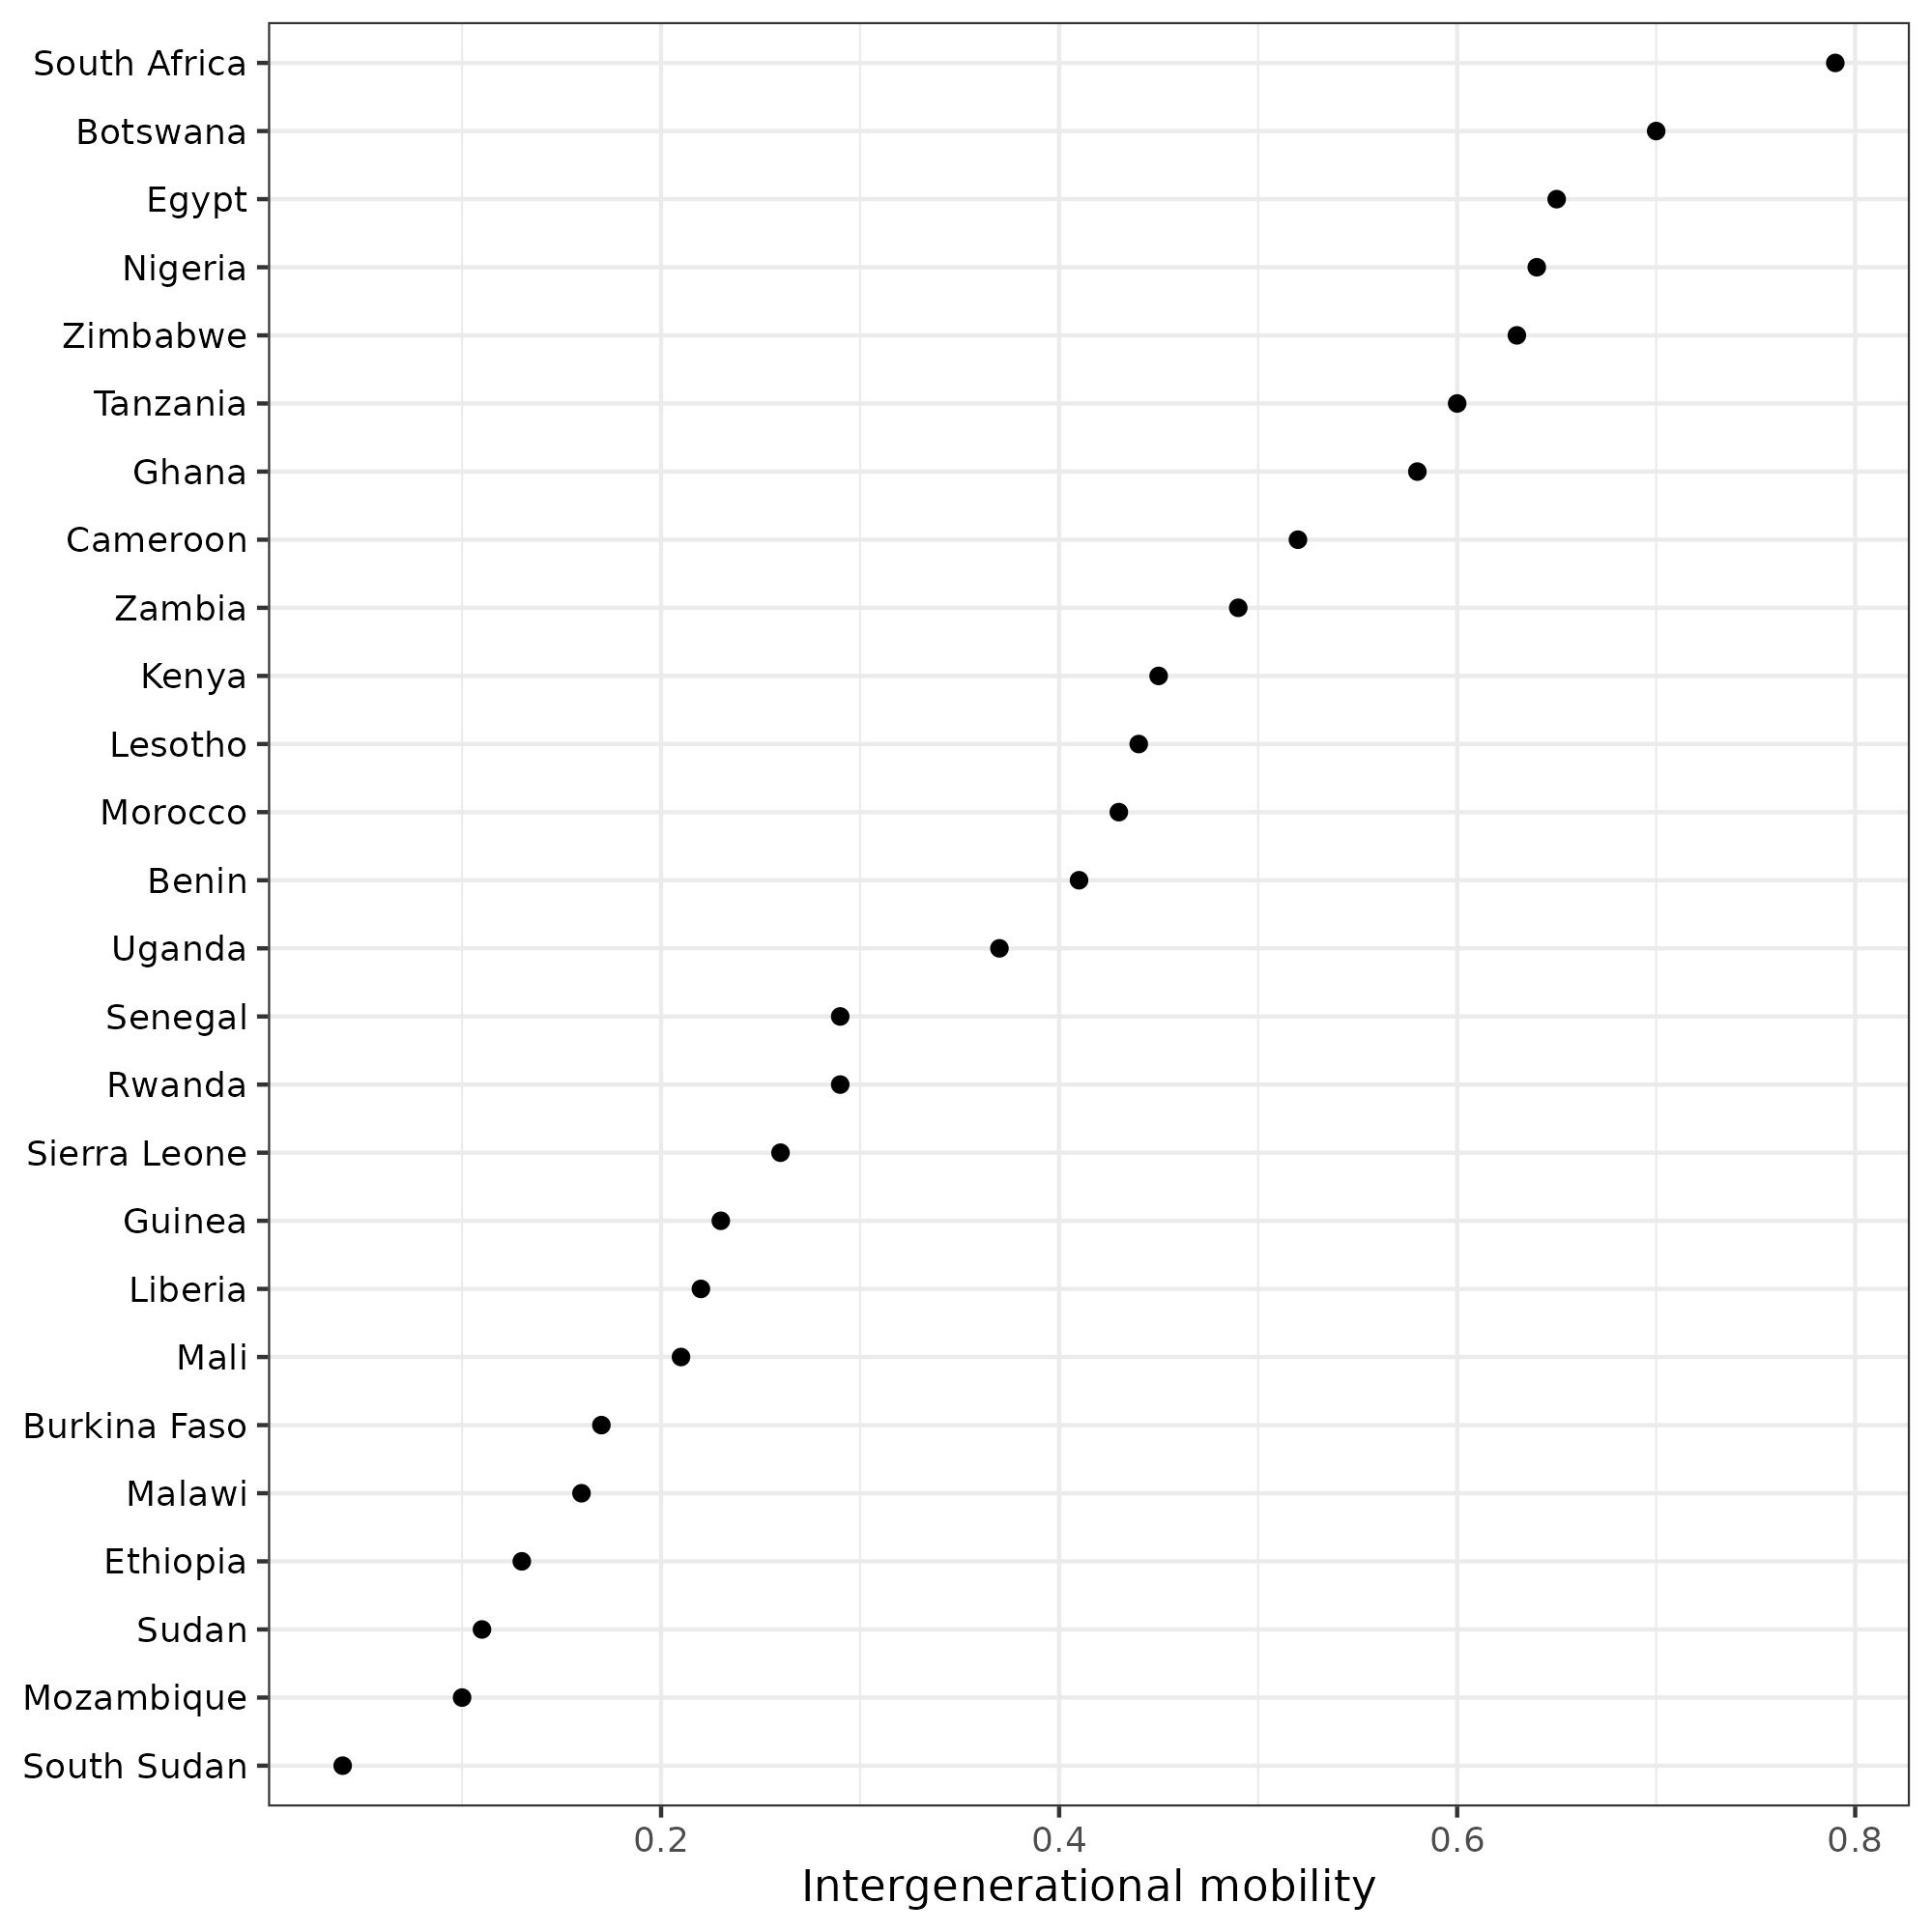 South Africa
Botswana
Egypt
Nigeria
Zimbabwe
Tanzania
Ghana
Cameroon
Zambia
Kenya
Lesotho
Morocco
Benin
Uganda
Senegal
Rwanda
Sierra Leone
Guinea
Liberia
Mali
Burkina Faso
Malawi
Ethiopia
Sudan
Mozambique
South Sudan
0.2 0.4 0.6 0.8
Intergenerational mobility